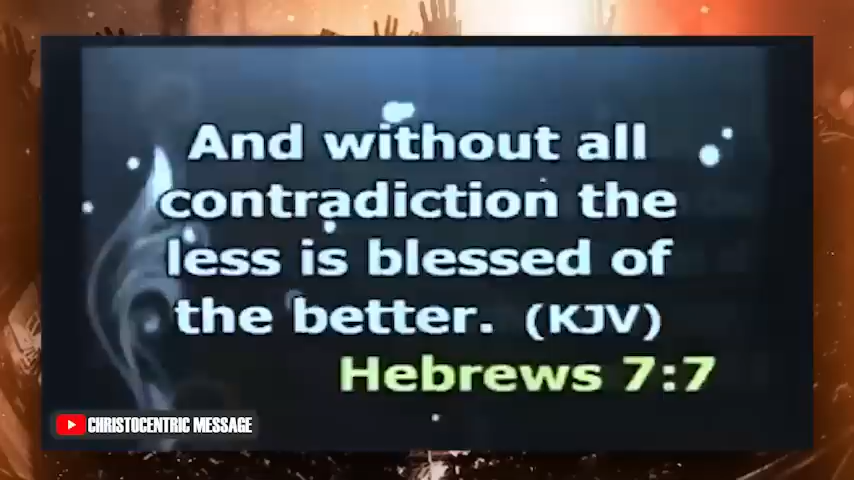 And without all
contradiction the
less is blessed of
the better. (KJV)
Hebrews 7:7
CHRISTOCENTRIC MESSAGE